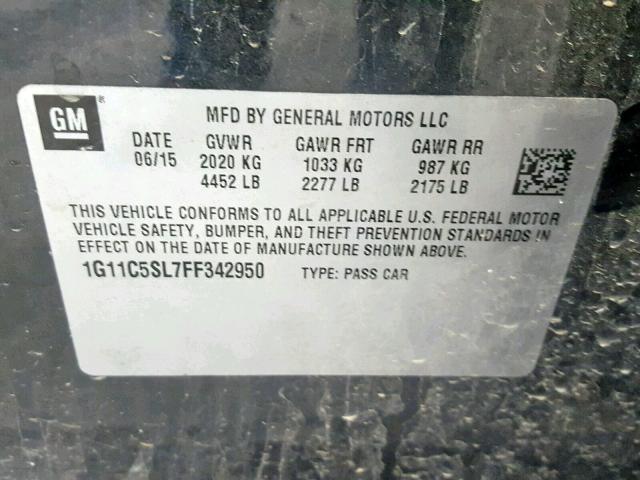 GM®
MFD BY GENERAL MOTORS LLC
DATE GVWR GAWR FRT GAWR RR
06/15 2020 KG 1033 KG 987 KG
4452 LB 2277 LB 2175 LB
THIS VEHICLE CONFORMS TO ALL APPLICABLE U.S. FEDERAL MOTOR
VEHICLE SAFETY, BUMPER, AND THEFT PREVENTION STANDARDS IN
EFFECT ON THE DATE OF MANUFACTURE SHOWN ABOVE.
1G11C5SL7FF342950 TYPE: PASS CAR